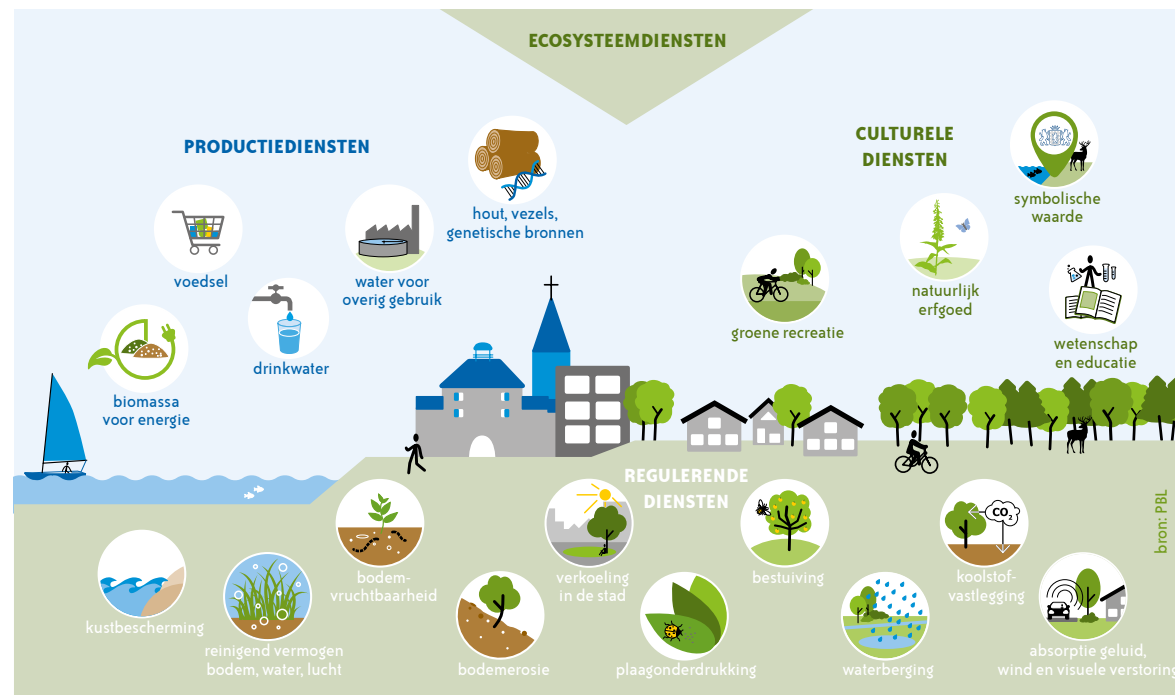 ECOSYSTEEMDIENSTEN
PRODUCTIEDIENSTEN
hout, vezels,
genetische bronnen
voedsel
water voor
overig gebruik
drinkwater
biomassa
voor energie
CULTURELE
DIENSTEN
symbolische
waarde
natuurlijk
erfgoed
groene recreatie
wetenschap
en educatie
REGULERENDE
DIENSTEN
kustbescherming
reinigend vermogen
bodem, water, lucht
bodem-
vruchtbaarheid
bodemerosie
verkoeling
in de stad
plaagonderdrukking
bestuiving
waterberging
CO₂
koolstof-
vastlegging
absorptie geluid,
wind en visuele verstoring
bron: PBL